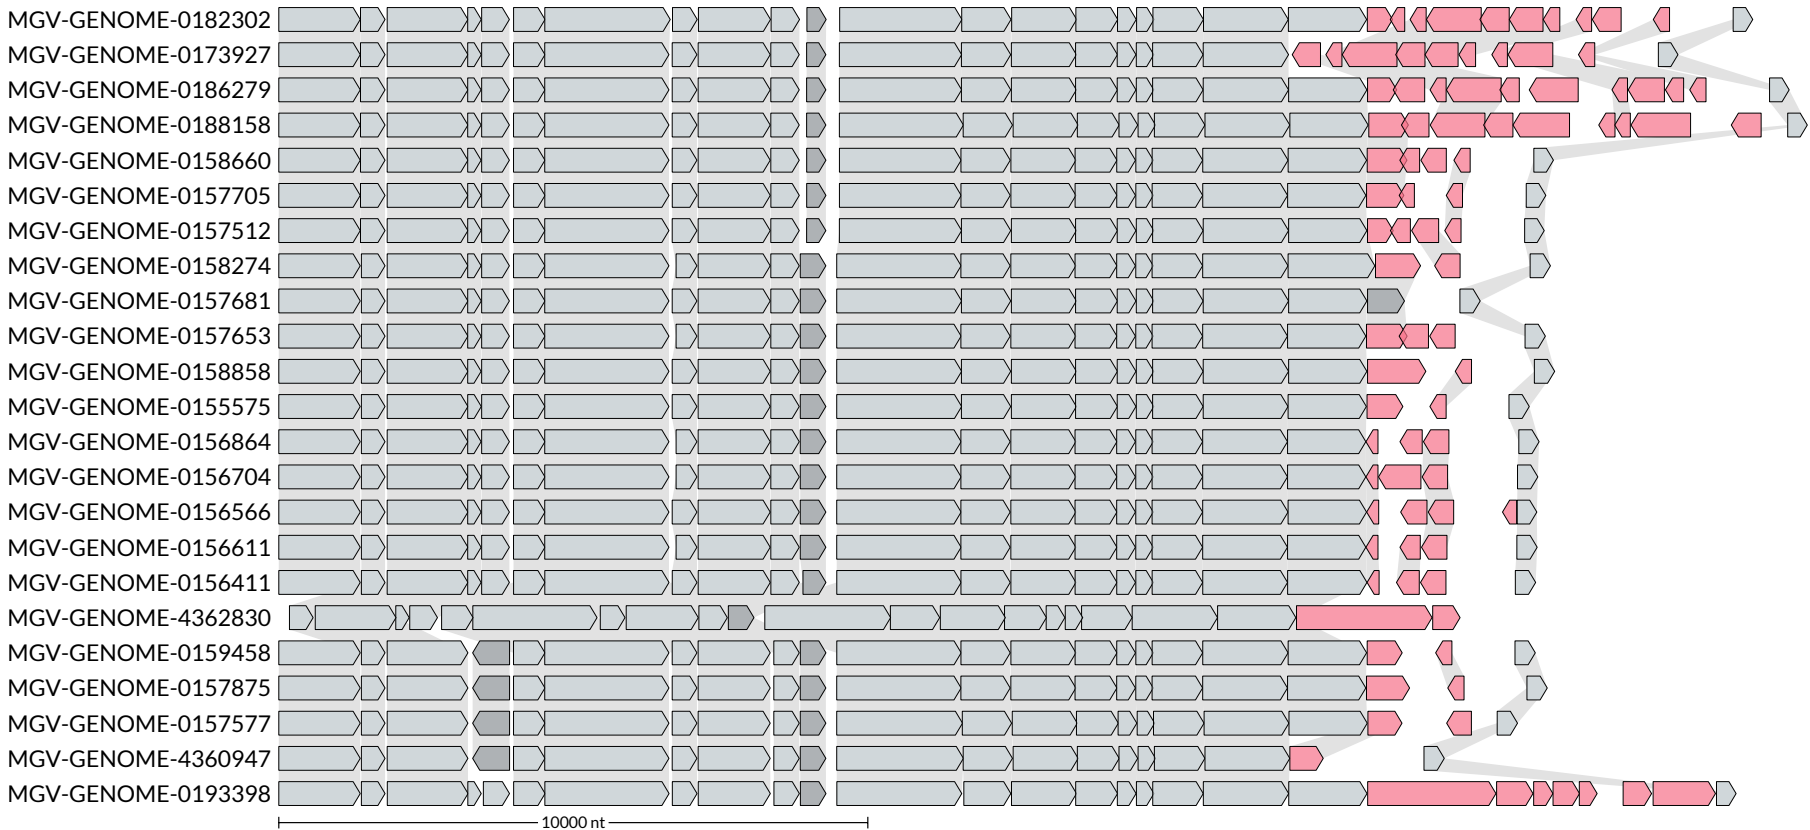 MGV-GENOME-0182302
MGV-GENOME-0173927
MGV-GENOME-0186279
MGV-GENOME-0188158
MGV-GENOME-0158660
MGV-GENOME-0157705
MGV-GENOME-0157512
MGV-GENOME-0158274
MGV-GENOME-0157681
MGV-GENOME-0157653
MGV-GENOME-0158858
MGV-GENOME-0155575
MGV-GENOME-0156864
MGV-GENOME-0156704
MGV-GENOME-0156566
MGV-GENOME-0156611
MGV-GENOME-0156411
MGV-GENOME-4362830
MGV-GENOME-0159458
MGV-GENOME-0157875
MGV-GENOME-0157577
MGV-GENOME-4360947
MGV-GENOME-0193398
10000 nt